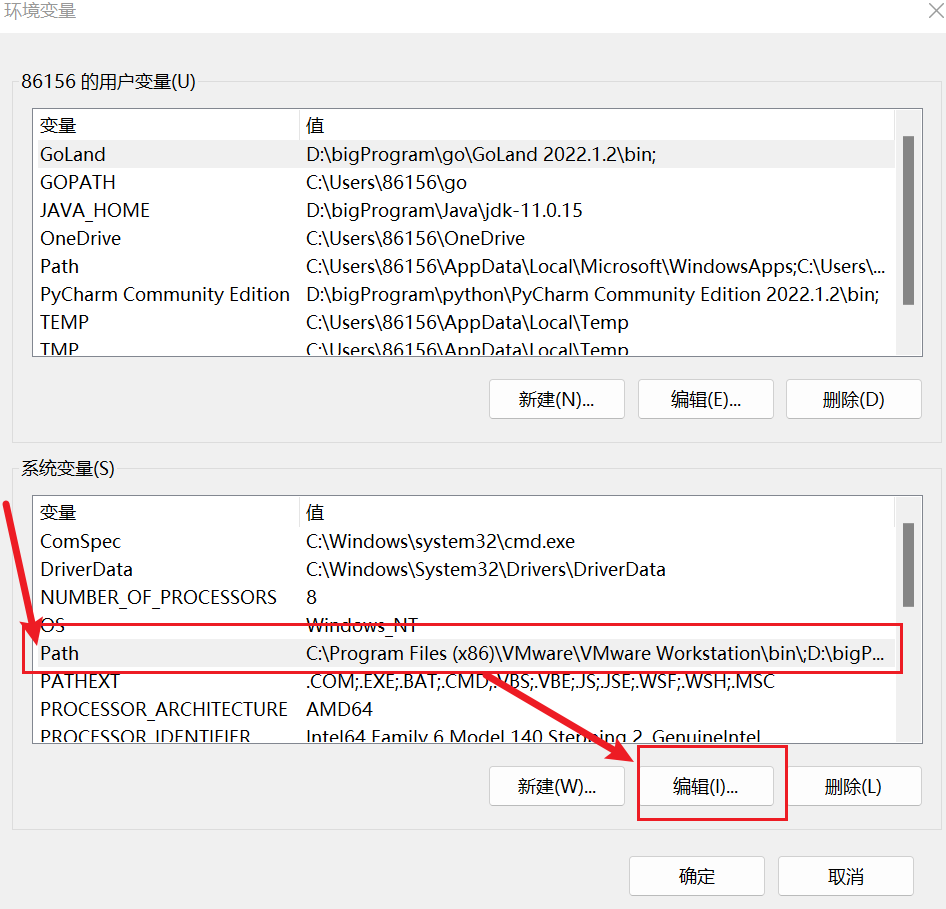 环境变量
86156 的用户变量(U)
变量 值
GoLand D:\bigProgram\go\GoLand 2022.1.2\bin;
GOPATH C:\Users\86156\go
JAVA_HOME D:\bigProgram\Java\jdk-11.0.15
OneDrive C:\Users\86156\OneDrive
Path C:\Users\86156\AppData\Local\Microsoft\WindowsApps;C:\Users\...
PyCharm Community Edition D:\bigProgram\python\PyCharm Community Edition 2022.1.2\bin;
TEMP C:\Users\86156\AppData\Local\Temp
TMP C:\Users\86156\AppData\Local\Temp
新建(N)... 编辑(E)... 删除(D)
系统变量(S)
变量 值
ComSpec C:\Windows\system32\cmd.exe
DriverData C:\Windows\System32\Drivers\DriverData
NUMBER_OF_PROCESSORS 8
OS Windows_NT
Path C:\Program Files (x86)\VMware\VMware Workstation\bin\;D:\bigP...
PATHEXT .COM;.EXE;.BAT;.CMD;.VBS;.VBE;.JS;.JSE;.WSF;.WSH;.MSC
PROCESSOR_ARCHITECTURE AMD64
PROCESSOR_IDENTIFIER Intel64 Family 6 Model 140 Stepping 2, GenuineIntel
新建(W)... 编辑(I)... 删除(L)
确定 取消